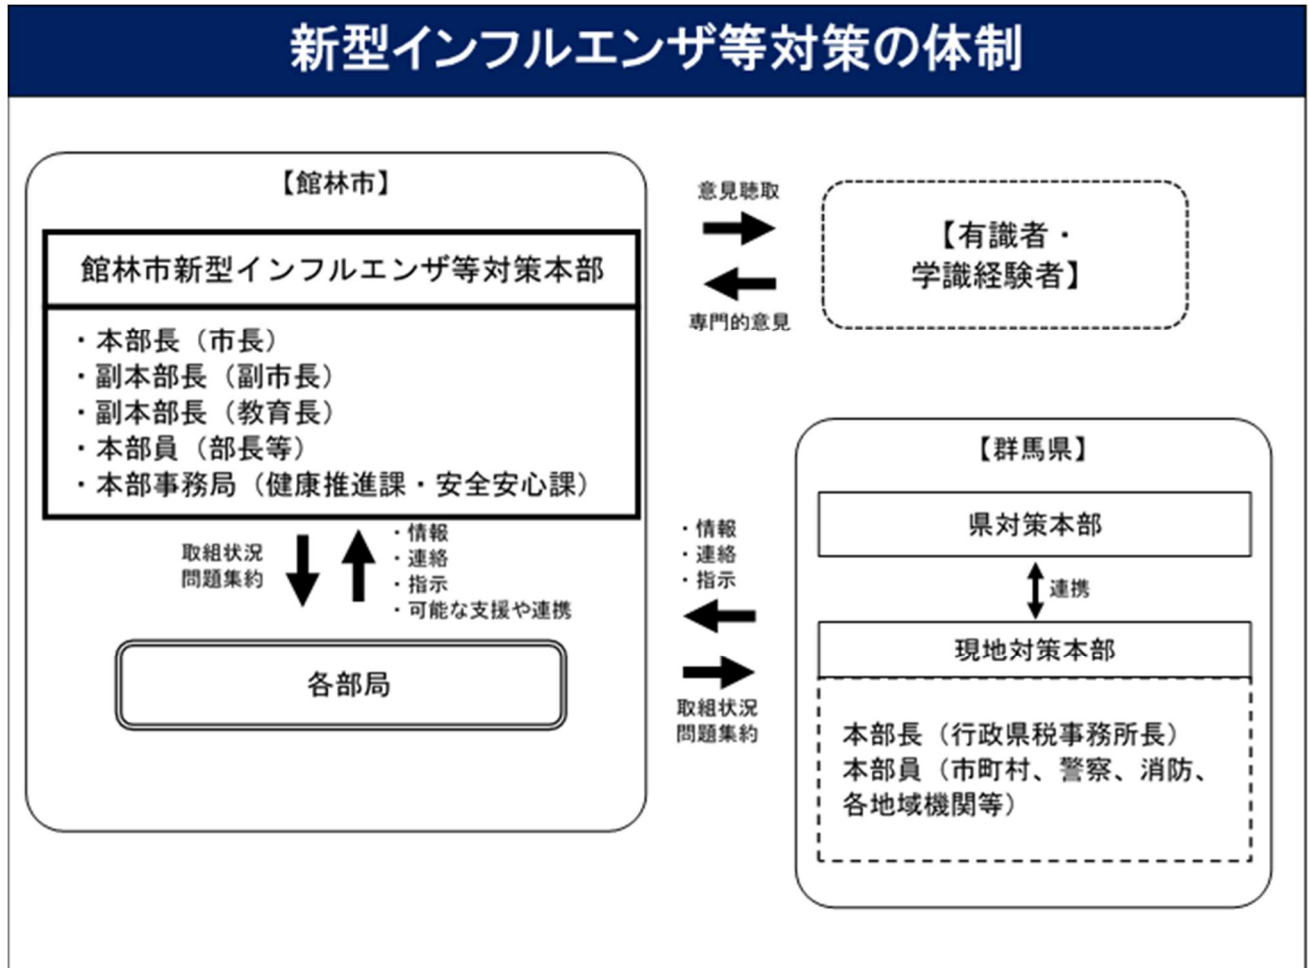 新型インフルエンザ等対策の体制
【館林市】
館林市新型インフルエンザ等対策本部
・本部長（市長）
・副本部長（副市長）
・副本部長（教育長）
・本部員（部長等）
・本部事務局（健康推進課・安全安心課）
取組状況
問題集約
・情報
・連絡
・指示
・可能な支援や連携
各部局
意見聴取
専門的意見
【有識者・
学識経験者】
・情報
・連絡
・指示
取組状況
問題集約
【群馬県】
県対策本部
連携
現地対策本部
本部長（行政県税事務所長）
本部員（市町村、警察、消防、
各地域機関等）